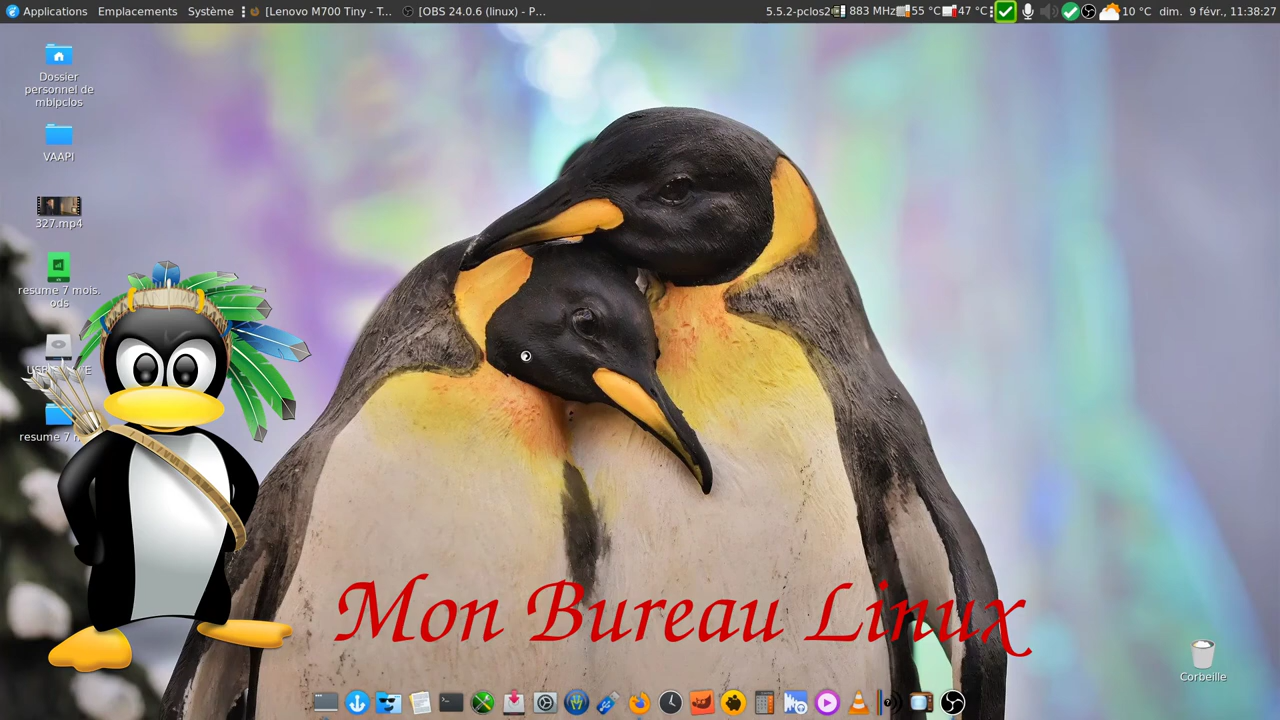 Applications Emplacements Système [Lenovo M700 Tiny - T... [OBS 24.0.6 (linux) - P... 5.5.2-pclos2 883 MHz 55 °C 47 °C 10 °C dim. 9 févr., 11:38:27
Dossier
personnel de
mblpclos
VAAPI
327.mp4
resume 7 mois.
ods
resume 7
Mon Bureau Linux
Corbeille